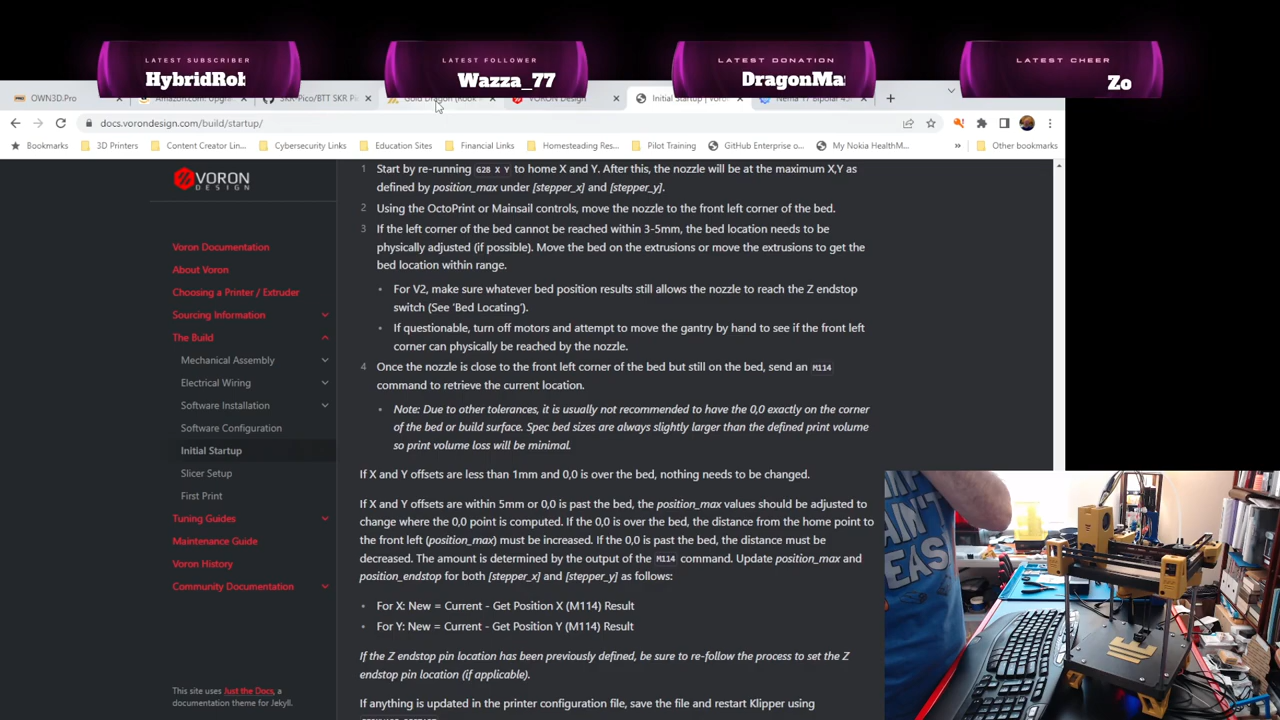 LATEST SUBSCRIBER
HybridRob
LATEST FOLLOWER
Wazza_77
LATEST DONATION
DragonMa
LATEST CHEER
Zo
OWN3D.Pro
Amazon.com: Upgra
SKR-Pico/BTT SKR P
Gold Dragon (Rook
VORON Design
Initial Startup | Voron
Nema 17 Bipolar
docs.vorondesign.com/build/startup/
Bookmarks
3D Printers
Content Creator Lin...
Cybersecurity Links
Education Sites
Financial Links
Homesteading Res...
Pilot Training
GitHub Enterprise o...
My Nokia HealthM...
»
Other bookmarks
VORON
DESIGN
Voron Documentation
About Voron
Choosing a Printer / Extruder
Sourcing Information
The Build
Mechanical Assembly
Electrical Wiring
Software Installation
Software Configuration
Initial Startup
Slicer Setup
First Print
Tuning Guides
Maintenance Guide
Voron History
Community Documentation
This site uses Just the Docs, a
documentation theme for Jekyll.
1 Start by re-running G28 X Y to home X and Y. After this, the nozzle will be at the maximum X,Y as
defined by position_max under [stepper_x] and [stepper_y].
2 Using the OctoPrint or Mainsail controls, move the nozzle to the front left corner of the bed.
3 If the left corner of the bed cannot be reached within 3-5mm, the bed location needs to be
physically adjusted (if possible). Move the bed on the extrusions or move the extrusions to get the
bed location within range.
For V2, make sure whatever bed position results still allows the nozzle to reach the Z endstop
switch (See 'Bed Locating').
If questionable, turn off motors and attempt to move the gantry by hand to see if the front left
corner can physically be reached by the nozzle.
4 Once the nozzle is close to the front left corner of the bed but still on the bed, send an M114
command to retrieve the current location.
Note: Due to other tolerances, it is usually not recommended to have the 0,0 exactly on the corner
of the bed or build surface. Spec bed sizes are always slightly larger than the defined print volume
so print volume loss will be minimal.
If X and Y offsets are less than 1mm and 0,0 is over the bed, nothing needs to be changed.
If X and Y offsets are within 5mm or 0,0 is past the bed, the position_max values should be adjusted to
change where the 0,0 point is computed. If the 0,0 is over the bed, the distance from the home point to
the front left (position_max) must be increased. If the 0,0 is past the bed, the distance must be
decreased. The amount is determined by the output of the M114 command. Update position_max and
position_endstop for both [stepper_x] and [stepper_y] as follows:
For X: New = Current - Get Position X (M114) Result
For Y: New = Current - Get Position Y (M114) Result
If the Z endstop pin location has been previously defined, be sure to re-follow the process to set the Z
endstop pin location (if applicable).
If anything is updated in the printer configuration file, save the file and restart Klipper using
FAS